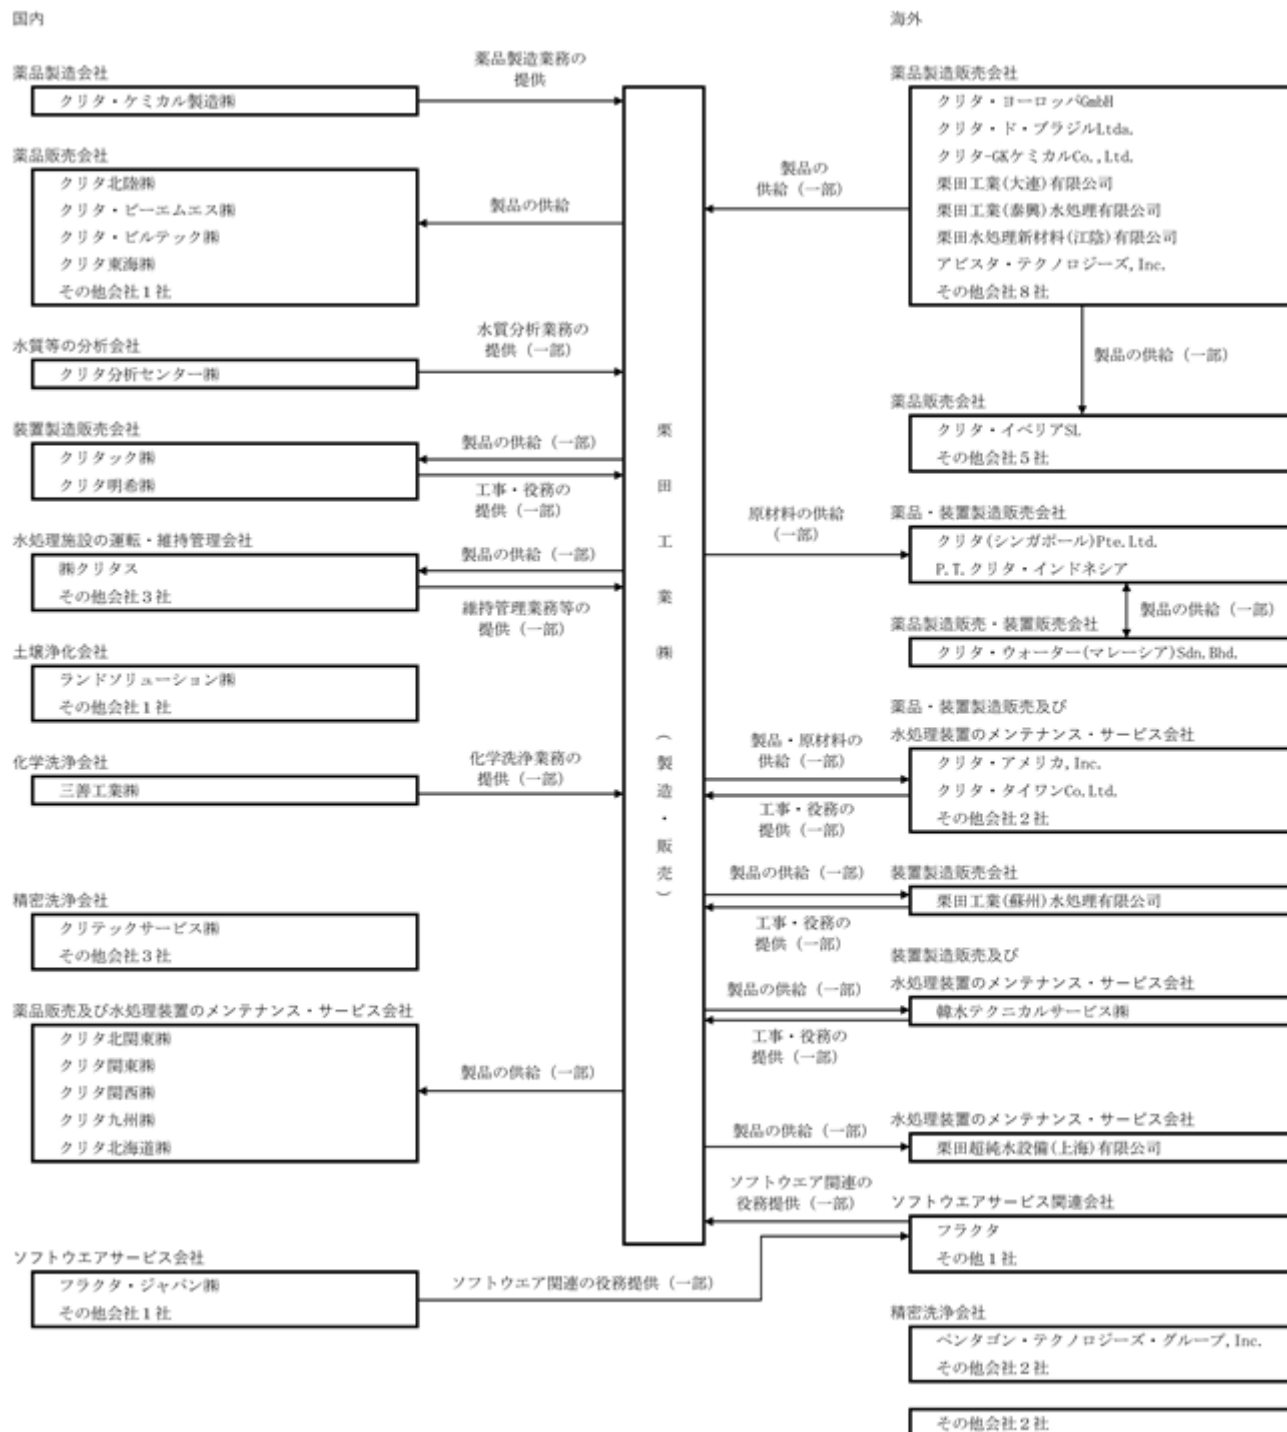 国内
薬品製造会社
クリタ・ケミカル製造㈱
薬品製造業務の
提供
薬品販売会社
クリタ北陸㈱
クリタ・ビーエムエス㈱
クリタ・ビルテック㈱
クリタ東海㈱
その他会社1社
製品の供給
水質等の分析会社
クリタ分析センター㈱
水質分析業務の
提供（一部）
装置製造販売会社
クリタック㈱
クリタ明希㈱
製品の供給（一部）
工事・役務の
提供（一部）
水処理施設の運転・維持管理会社
㈱クリタス
その他会社3社
製品の供給（一部）
維持管理業務等の
提供（一部）
土壌浄化会社
ランドソリューション㈱
その他会社1社
化学洗浄会社
三善工業㈱
化学洗浄業務の
提供（一部）
精密洗浄会社
クリテックサービス㈱
その他会社3社
薬品販売及び水処理装置のメンテナンス・サービス会社
クリタ北関東㈱
クリタ関東㈱
クリタ関西㈱
クリタ九州㈱
クリタ北海道㈱
製品の供給（一部）
ソフトウエアサービス会社
フラクタ・ジャパン㈱
その他会社1社
ソフトウエア関連の役務提供（一部）
栗田工業㈱（製造・販売）
海外
薬品製造販売会社
クリタ・ヨーロッパGmbH
クリタ・ド・ブラジルLtda.
クリタ-GKケミカルCo.,Ltd.
栗田工業(大連)有限公司
栗田工業(泰興)水処理有限公司
栗田水処理新材料(江陰)有限公司
アビスタ・テクノロジーズ,Inc.
その他会社8社
製品の
供給（一部）
製品の供給（一部）
薬品販売会社
クリタ・イベリアSL
その他会社5社
薬品・装置製造販売会社
クリタ(シンガポール)Pte.Ltd.
P.T.クリタ・インドネシア
原材料の供給
（一部）
製品の供給（一部）
薬品製造販売・装置販売会社
クリタ・ウォーター(マレーシア)Sdn.Bhd.
薬品・装置製造販売及び
水処理装置のメンテナンス・サービス会社
クリタ・アメリカ,Inc.
クリタ・タイワンCo.Ltd.
その他会社2社
製品・原材料の
供給（一部）
工事・役務の
提供（一部）
装置製造販売会社
栗田工業(蘇州)水処理有限公司
製品の供給（一部）
工事・役務の
提供（一部）
装置製造販売及び
水処理装置のメンテナンス・サービス会社
韓水テクニカルサービス㈱
製品の供給（一部）
工事・役務の
提供（一部）
水処理装置のメンテナンス・サービス会社
栗田超純水設備(上海)有限公司
製品の供給（一部）
ソフトウエアサービス関連会社
フラクタ
その他1社
ソフトウエア関連の
役務提供（一部）
精密洗浄会社
ペンタゴン・テクノロジーズ・グループ,Inc.
その他会社2社
その他会社2社